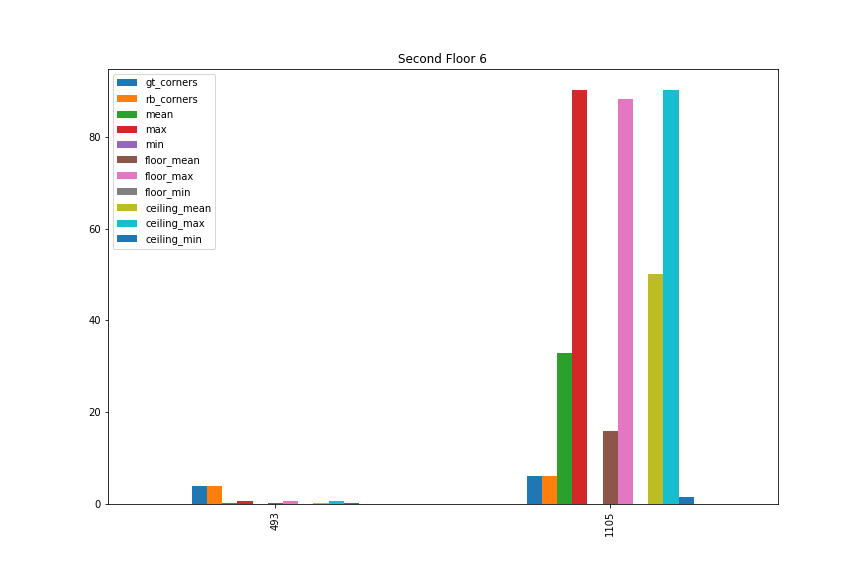 Second Floor 6
gt_corners
rb_corners
mean
max
min
floor_mean
floor_max
floor_min
ceiling_mean
ceiling_max
ceiling_min
80
60
40
20
0
493
1105